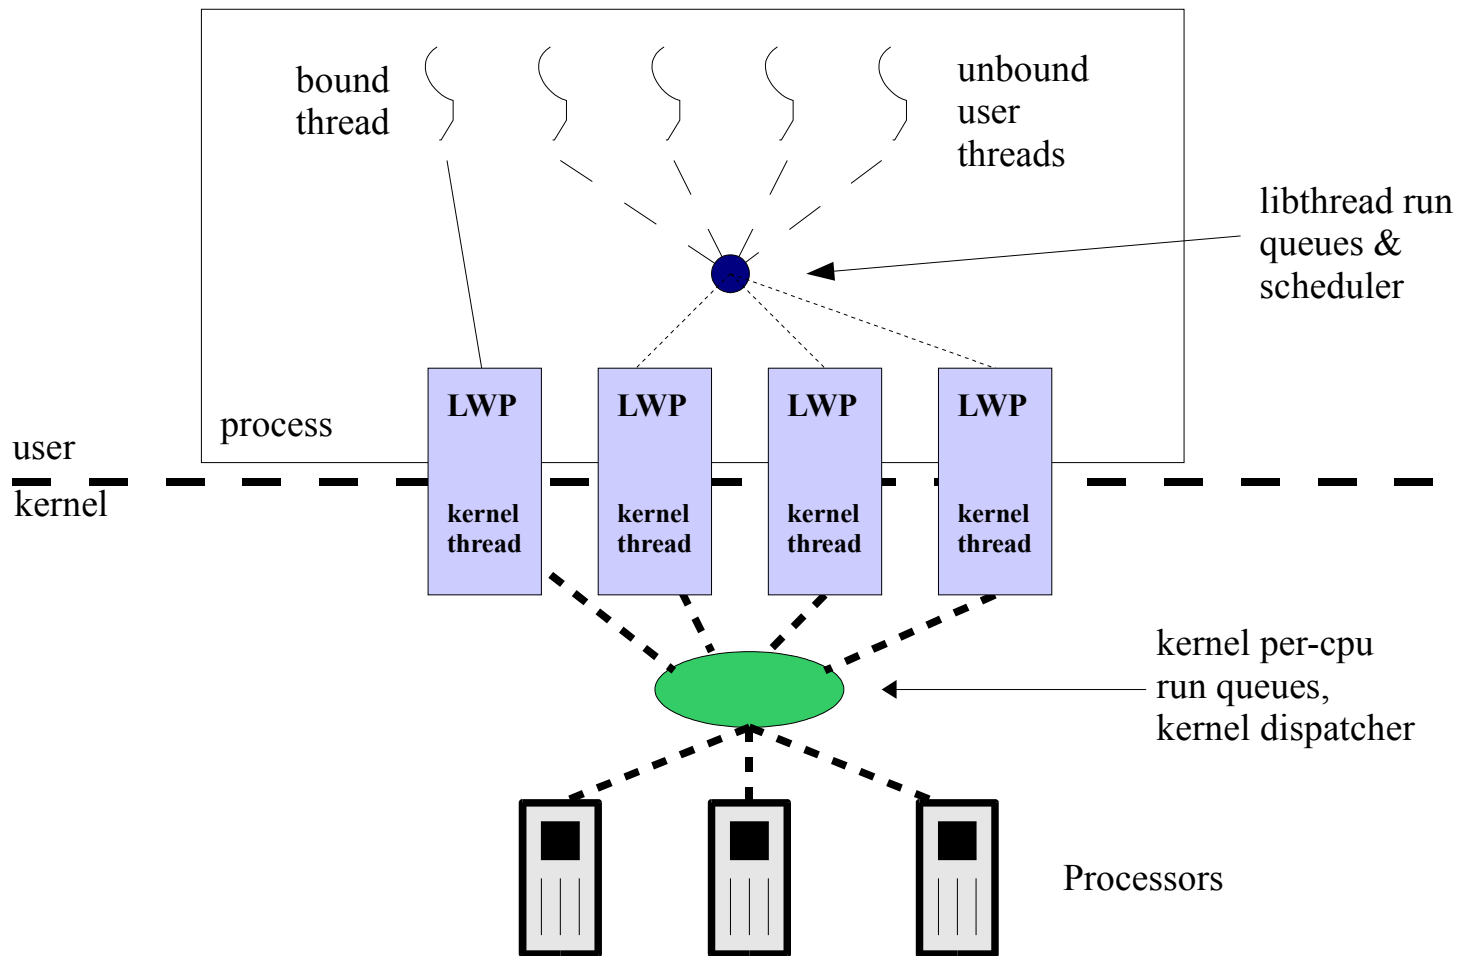 bound
thread
unbound
user
threads
libthread run
queues &
scheduler
LWP
LWP
LWP
LWP
process
user
kernel
kernel
thread
kernel
thread
kernel
thread
kernel
thread
kernel per-cpu
run queues,
kernel dispatcher
Processors